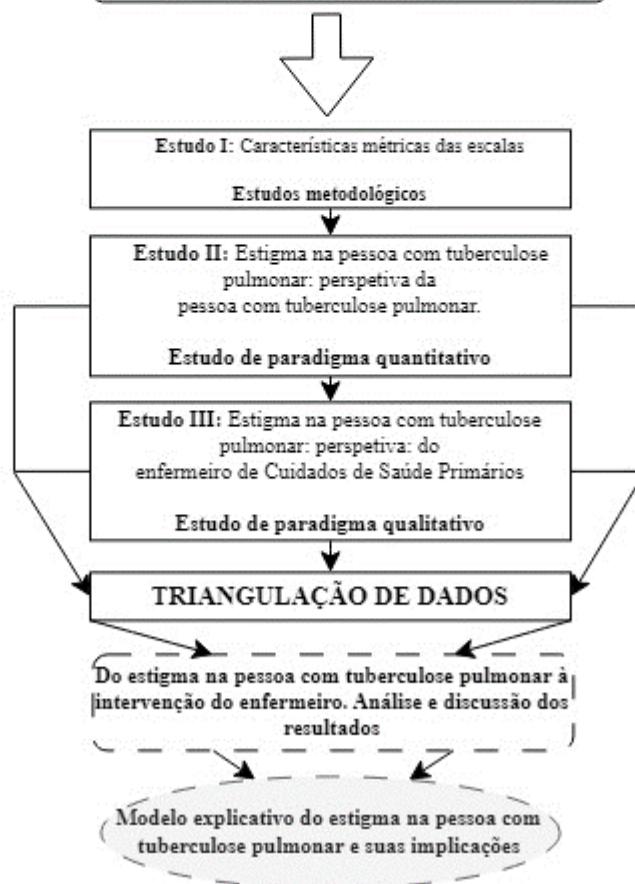 Estudo I: Características métricas das escalas
Estudos metodológicos
Estudo II: Estigma na pessoa com tuberculose
pulmonar: perspetiva da
pessoa com tuberculose pulmonar.
Estudo de paradigma quantitativo
Estudo III: Estigma na pessoa com tuberculose
pulmonar: perspetiva: do
enfermeiro de Cuidados de Saúde Primários
Estudo de paradigma qualitativo
TRIANGULAÇÃO DE DADOS
Do estigma na pessoa com tuberculose pulmonar à
intervenção do enfermeiro. Análise e discussão dos
resultados
Modelo explicativo do estigma na pessoa com
tuberculose pulmonar e suas implicações